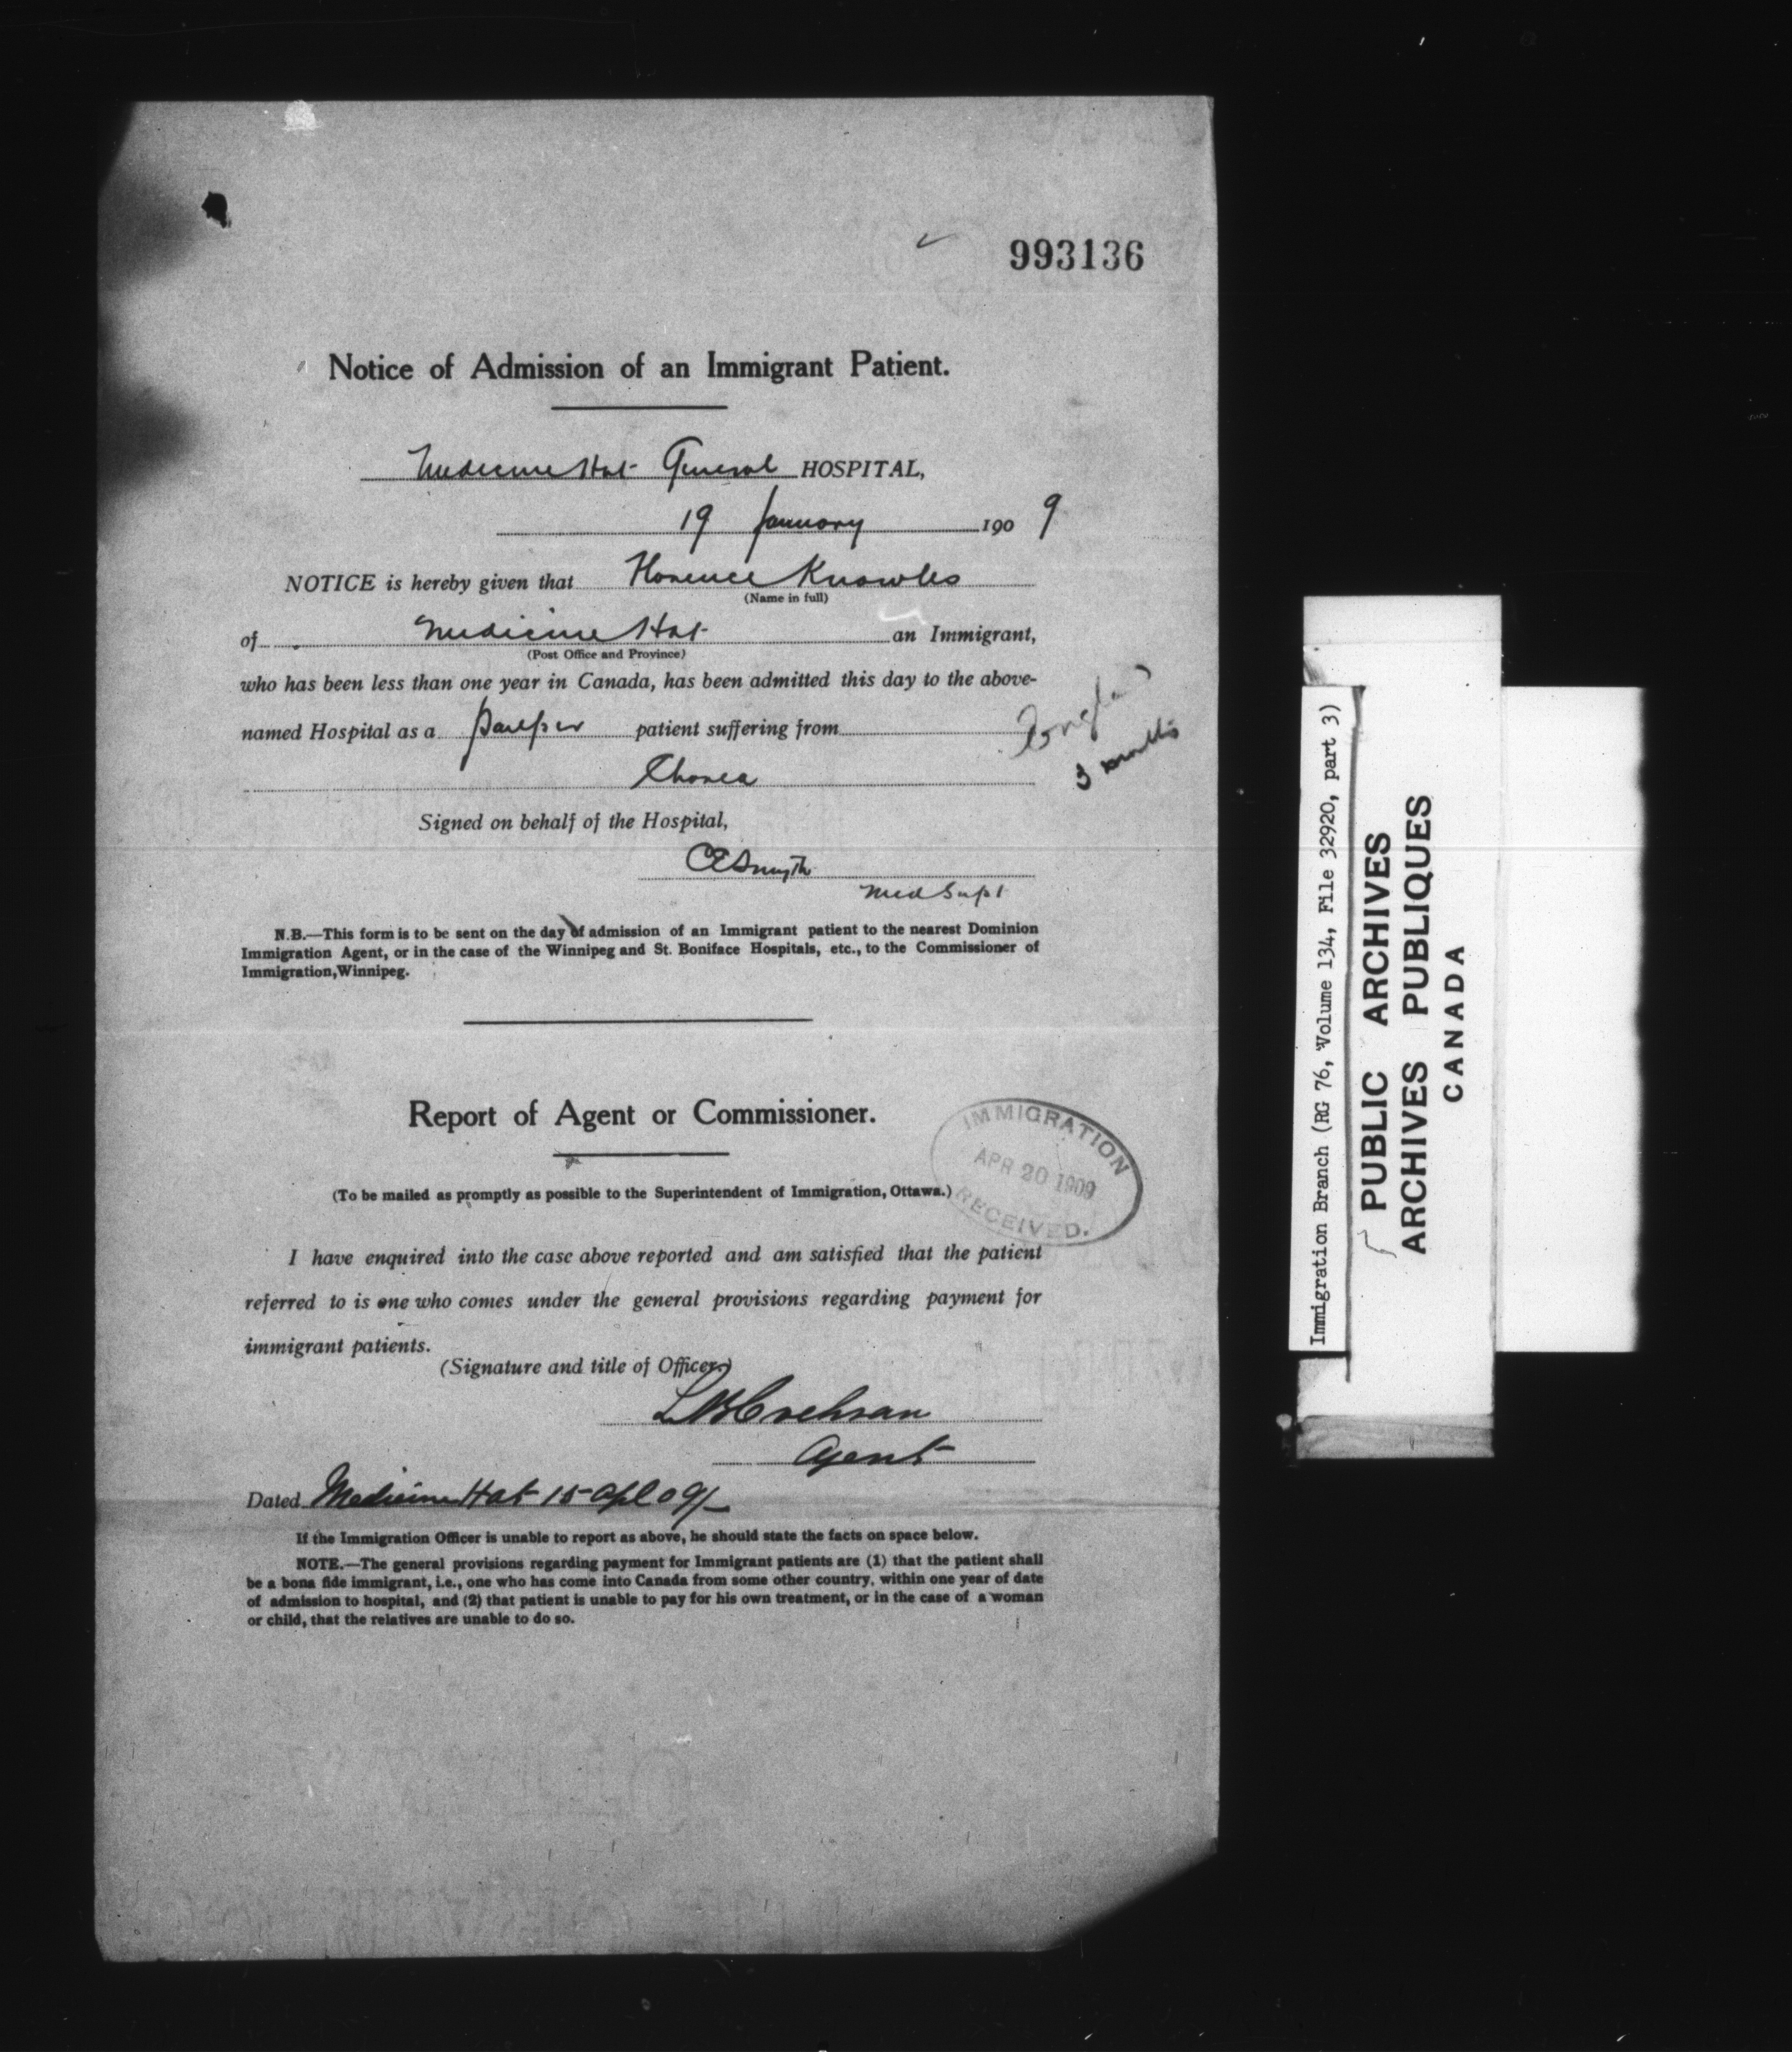 993136
Notice of Admission of an Immigrant Patient.
Medicine Hat General HOSPITAL,
19 January 190 9
NOTICE is hereby given that Florence Knowles
(Name in full)
of Medicine Hat an Immigrant,
(Post Office and Province)
who has been less than one year in Canada, has been admitted this day to the above-
named Hospital as a pauper patient suffering from
Chorea
England
3 months
Signed on behalf of the Hospital,
CESmyth
Med Supt
N.B.—This form is to be sent on the day of admission of an Immigrant patient to the nearest Dominion
Immigration Agent, or in the case of the Winnipeg and St. Boniface Hospitals, etc., to the Commissioner of
Immigration, Winnipeg.
Report of Agent or Commissioner.
IMMIGRATION
APR 20 1909
RECEIVED.
(To be mailed as promptly as possible to the Superintendent of Immigration, Ottawa.)
I have enquired into the case above reported and am satisfied that the patient
referred to is one who comes under the general provisions regarding payment for
immigrant patients.
(Signature and title of Officer.)
LBCochran
Agent
Dated Medicine Hat 15 Apl 09/-
If the Immigration Officer is unable to report as above, he should state the facts on space below.
NOTE.—The general provisions regarding payment for Immigrant patients are (1) that the patient shall
be a bona fide immigrant, i.e., one who has come into Canada from some other country, within one year of date
of admission to hospital, and (2) that patient is unable to pay for his own treatment, or in the case of a woman
or child, that the relatives are unable to do so.
Immigration Branch (RG 76, Volume 134, File 32920, part 3)
PUBLIC ARCHIVES
ARCHIVES PUBLIQUES
CANADA